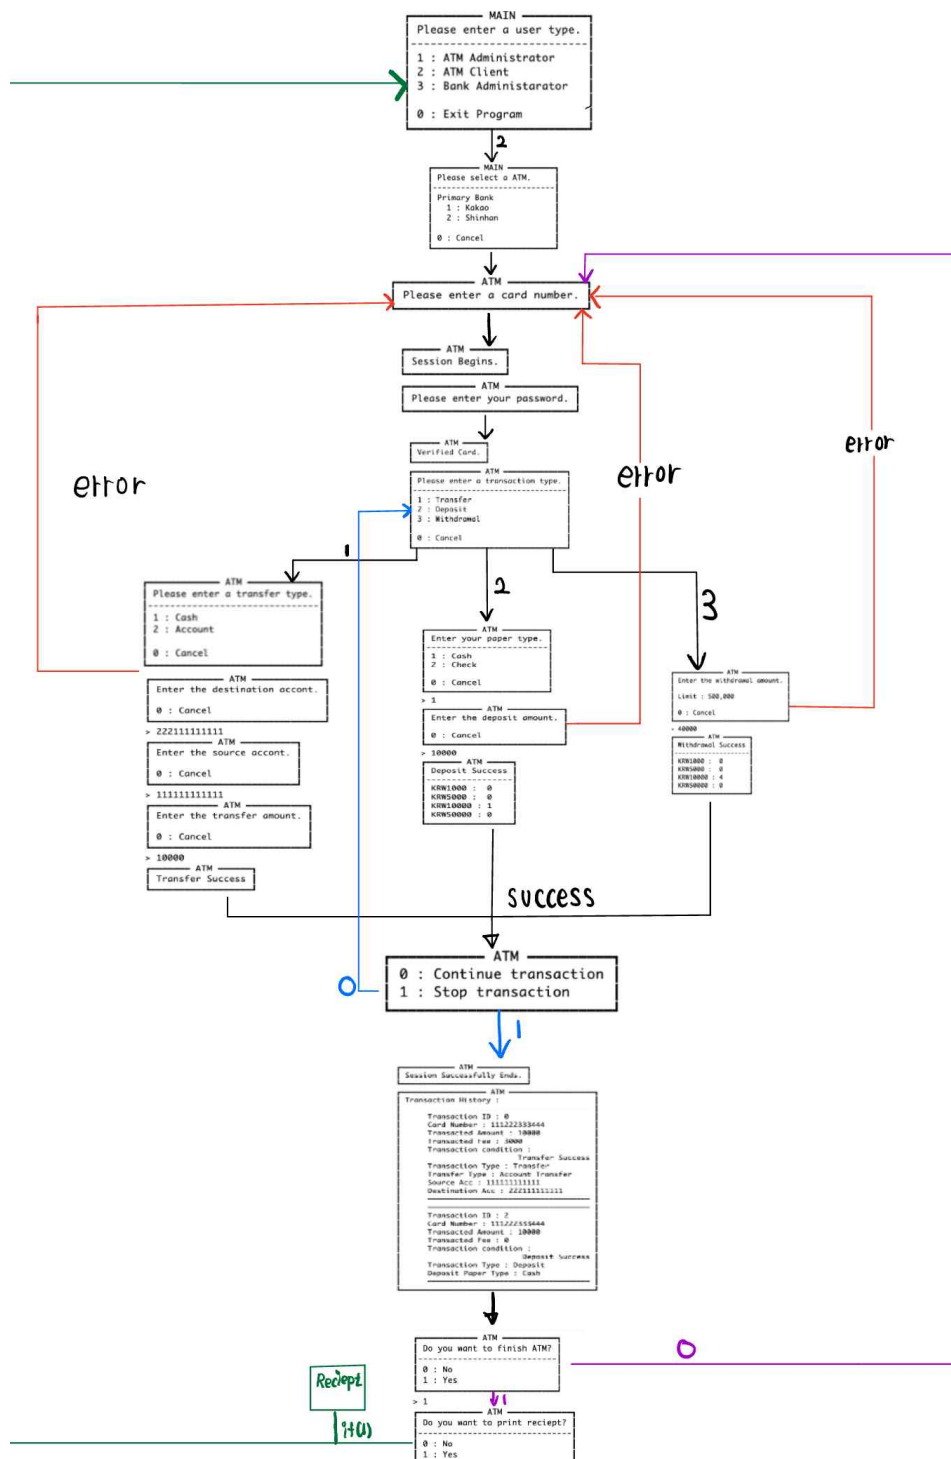 MAIN
Please enter a user type.
1 : ATM Administrator
2 : ATM Client
3 : Bank Administarator
0 : Exit Program
2
MAIN
Please select a ATM.
Primary Bank
1 : Kakao
2 : Shinhan
0 : Cancel
ATM
Please enter a card number.
ATM
Session Begins.
ATM
Please enter your password.
ATM
Verified Card.
ATM
Please enter a transaction type.
1 : Transfer
2 : Deposit
3 : Withdrawal
0 : Cancel
error
error
error
1
2
3
ATM
Please enter a transfer type.
1 : Cash
2 : Account
0 : Cancel
ATM
Enter the destination accont.
0 : Cancel
> 222111111111
ATM
Enter the source accont.
0 : Cancel
> 111111111111
ATM
Enter the transfer amount.
0 : Cancel
> 10000
ATM
Transfer Success
ATM
Enter your paper type.
1 : Cash
2 : Check
0 : Cancel
> 1
ATM
Enter the deposit amount.
0 : Cancel
> 10000
ATM
Deposit Success
KRW1000 : 0
KRW5000 : 0
KRW10000 : 1
KRW50000 : 0
ATM
Enter the withdrawal amount.
Limit : 500,000
0 : Cancel
> 40000
ATM
Withdrawal Success
KRW1000 : 0
KRW5000 : 0
KRW10000 : 4
KRW50000 : 0
success
ATM
0 : Continue transaction
1 : Stop transaction
0
1
ATM
Session Successfully Ends.
ATM
Transaction History :
Transaction ID : 0
Card Number : 111222333444
Transacted Amount : 10000
Transacted Fee : 3000
Transaction condition :
Transfer Success
Transaction Type : Transfer
Transfer Type : Account Transfer
Source Acc : 111111111111
Destination Acc : 222111111111
Transaction ID : 2
Card Number : 111222333444
Transacted Amount : 10000
Transacted Fee : 0
Transaction condition :
Deposit Success
Transaction Type : Deposit
Deposit Paper Type : Cash
ATM
Do you want to finish ATM?
0 : No
1 : Yes
0
> 1
1
ATM
Do you want to print reciept?
0 : No
1 : Yes
Reciept
if(1)